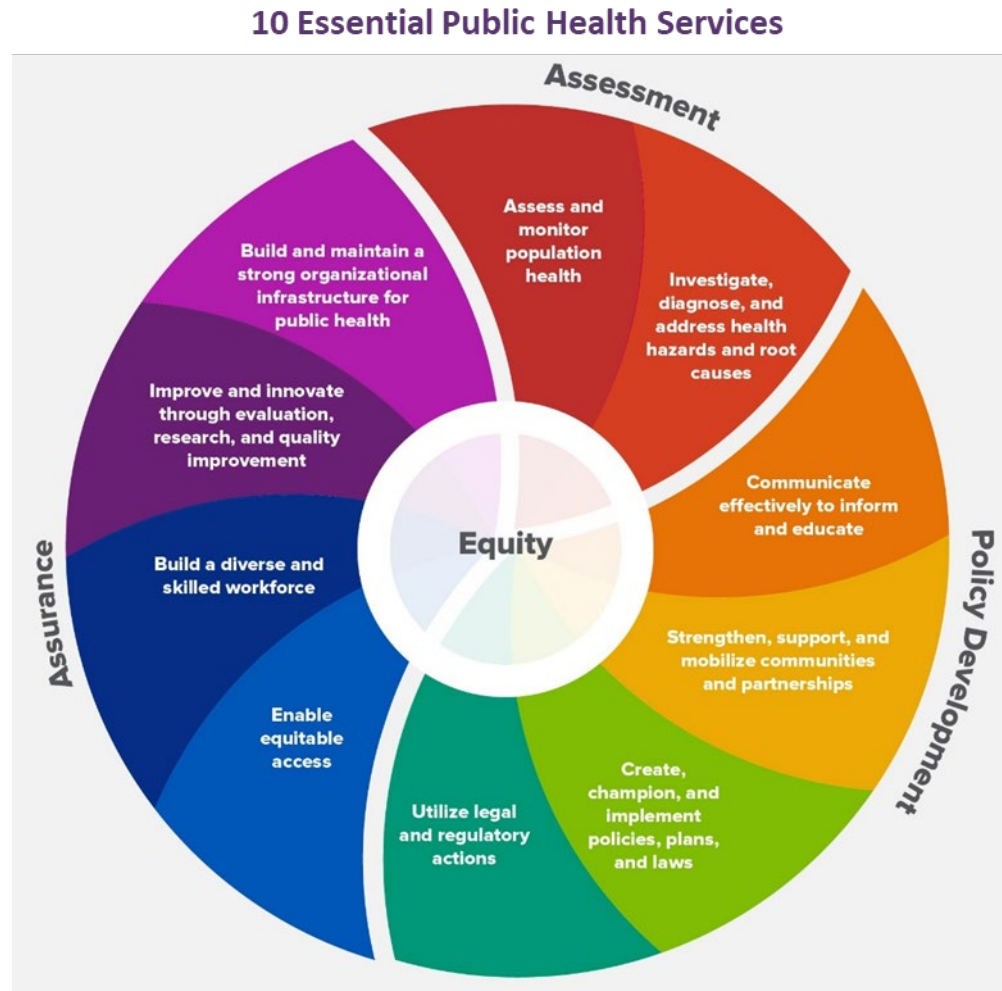 10 Essential Public Health Services
Assessment
Assess and
monitor
population
health
Investigate,
diagnose, and
address health
hazards and root
causes
Policy Development
Communicate
effectively to inform
and educate
Strengthen, support, and
mobilize communities
and partnerships
Create,
champion, and
implement
policies, plans,
and laws
Utilize legal
and regulatory
actions
Assurance
Enable
equitable
access
Build a diverse and
skilled workforce
Improve and innovate
through evaluation,
research, and quality
improvement
Build and maintain a
strong organizational
infrastructure for
public health
Equity